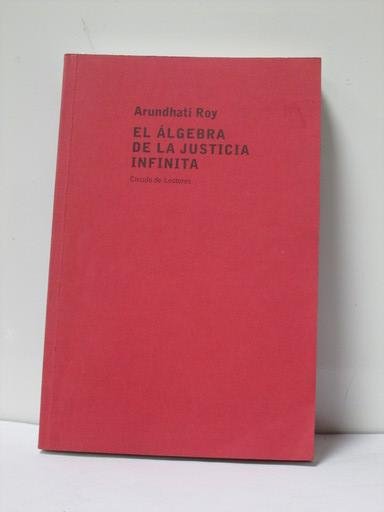 Arundhati Roy
EL ÁLGEBRA
DE LA JUSTICIA
INFINITA
Círculo de Lectores